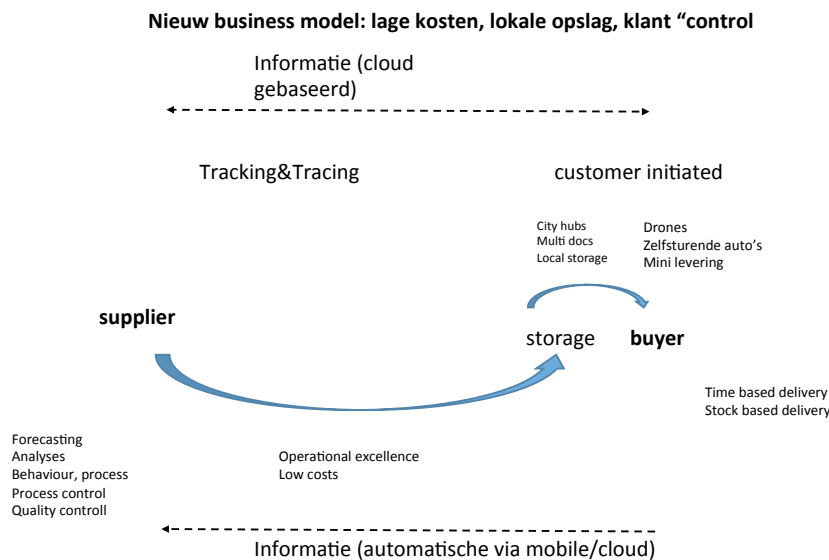 Nieuw business model: lage kosten, lokale opslag, klant “control
Informatie (cloud
gebaseerd)
Tracking&Tracing
customer initiated
City hubs
Multi docs
Local storage
Drones
Zelfsturende auto's
Mini levering
supplier
storage
buyer
Time based delivery
Stock based delivery
Forecasting
Analyses
Behaviour, process
Process control
Quality controll
Operational excellence
Low costs
Informatie (automatische via mobile/cloud)